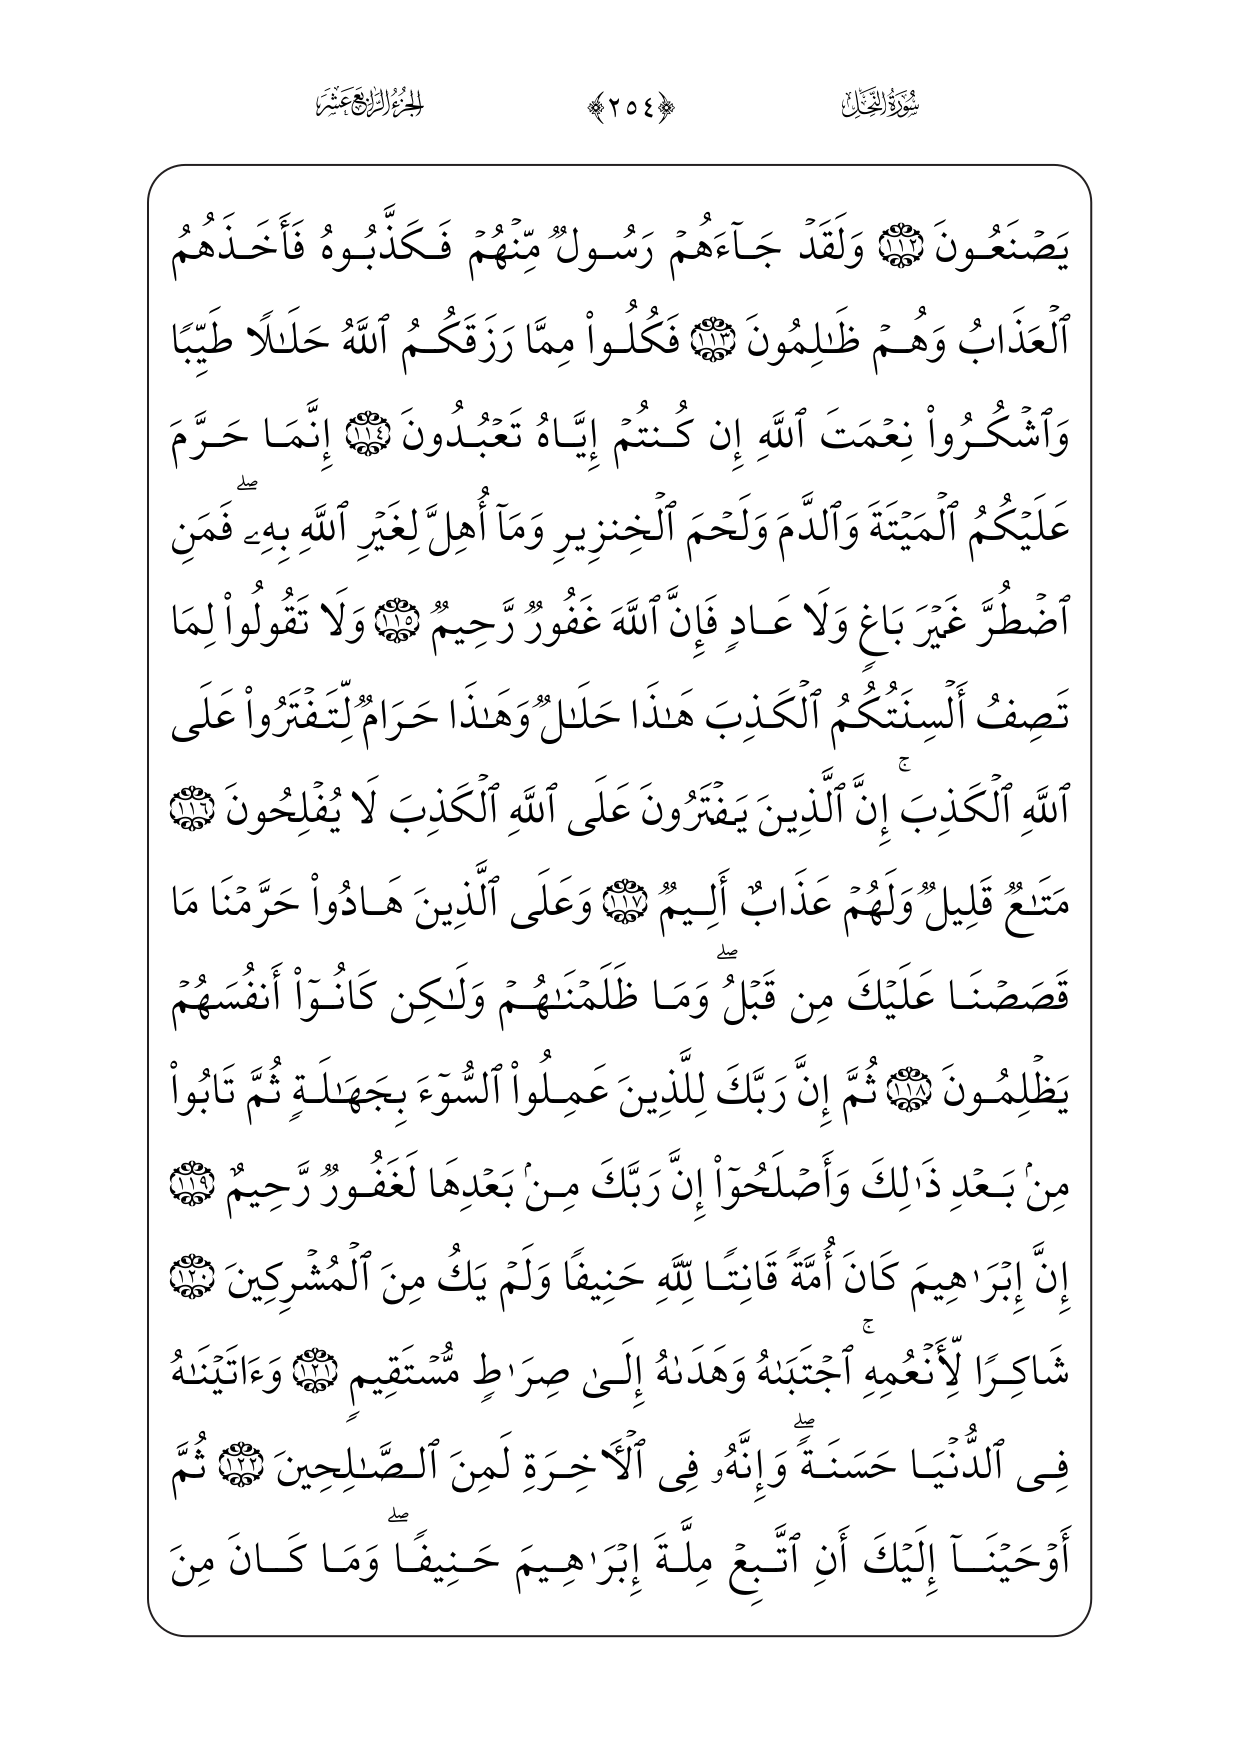 سُورَةُ النَّحْلِ ﴿٢٥٤﴾ الجُزْءُ الرَّابِعَ عَشَرَ
يَصۡنَعُونَ ١١٢ وَلَقَدۡ جَآءَهُمۡ رَسُولٞ مِّنۡهُمۡ فَكَذَّبُوهُ فَأَخَذَهُمُ
ٱلۡعَذَابُ وَهُمۡ ظَٰلِمُونَ ١١٣ فَكُلُواْ مِمَّا رَزَقَكُمُ ٱللَّهُ حَلَٰلٗا طَيِّبٗا
وَٱشۡكُرُواْ نِعۡمَتَ ٱللَّهِ إِن كُنتُمۡ إِيَّاهُ تَعۡبُدُونَ ١١٤ إِنَّمَا حَرَّمَ
عَلَيۡكُمُ ٱلۡمَيۡتَةَ وَٱلدَّمَ وَلَحۡمَ ٱلۡخِنزِيرِ وَمَآ أُهِلَّ لِغَيۡرِ ٱللَّهِ بِهِۦۖ فَمَنِ
ٱضۡطُرَّ غَيۡرَ بَاغٖ وَلَا عَادٖ فَإِنَّ ٱللَّهَ غَفُورٞ رَّحِيمٞ ١١٥ وَلَا تَقُولُواْ لِمَا
تَصِفُ أَلۡسِنَتُكُمُ ٱلۡكَذِبَ هَٰذَا حَلَٰلٞ وَهَٰذَا حَرَامٞ لِّتَفۡتَرُواْ عَلَى
ٱللَّهِ ٱلۡكَذِبَۚ إِنَّ ٱلَّذِينَ يَفۡتَرُونَ عَلَى ٱللَّهِ ٱلۡكَذِبَ لَا يُفۡلِحُونَ ١١٦
مَتَٰعٞ قَلِيلٞ وَلَهُمۡ عَذَابٌ أَلِيمٞ ١١٧ وَعَلَى ٱلَّذِينَ هَادُواْ حَرَّمۡنَا مَا
قَصَصۡنَا عَلَيۡكَ مِن قَبۡلُۖ وَمَا ظَلَمۡنَٰهُمۡ وَلَٰكِن كَانُوٓاْ أَنفُسَهُمۡ
يَظۡلِمُونَ ١١٨ ثُمَّ إِنَّ رَبَّكَ لِلَّذِينَ عَمِلُواْ ٱلسُّوٓءَ بِجَهَٰلَةٖ ثُمَّ تَابُواْ
مِنۢ بَعۡدِ ذَٰلِكَ وَأَصۡلَحُوٓاْ إِنَّ رَبَّكَ مِنۢ بَعۡدِهَا لَغَفُورٞ رَّحِيمٌ ١١٩
إِنَّ إِبۡرَٰهِيمَ كَانَ أُمَّةٗ قَانِتٗا لِّلَّهِ حَنِيفٗا وَلَمۡ يَكُ مِنَ ٱلۡمُشۡرِكِينَ ١٢٠
شَاكِرٗا لِّأَنۡعُمِهِۚ ٱجۡتَبَىٰهُ وَهَدَىٰهُ إِلَىٰ صِرَٰطٖ مُّسۡتَقِيمٖ ١٢١ وَءَاتَيۡنَٰهُ
فِي ٱلدُّنۡيَا حَسَنَةٗۖ وَإِنَّهُۥ فِي ٱلۡأٓخِرَةِ لَمِنَ ٱلصَّٰلِحِينَ ١٢٢ ثُمَّ
أَوۡحَيۡنَآ إِلَيۡكَ أَنِ ٱتَّبِعۡ مِلَّةَ إِبۡرَٰهِيمَ حَنِيفٗاۖ وَمَا كَانَ مِنَ